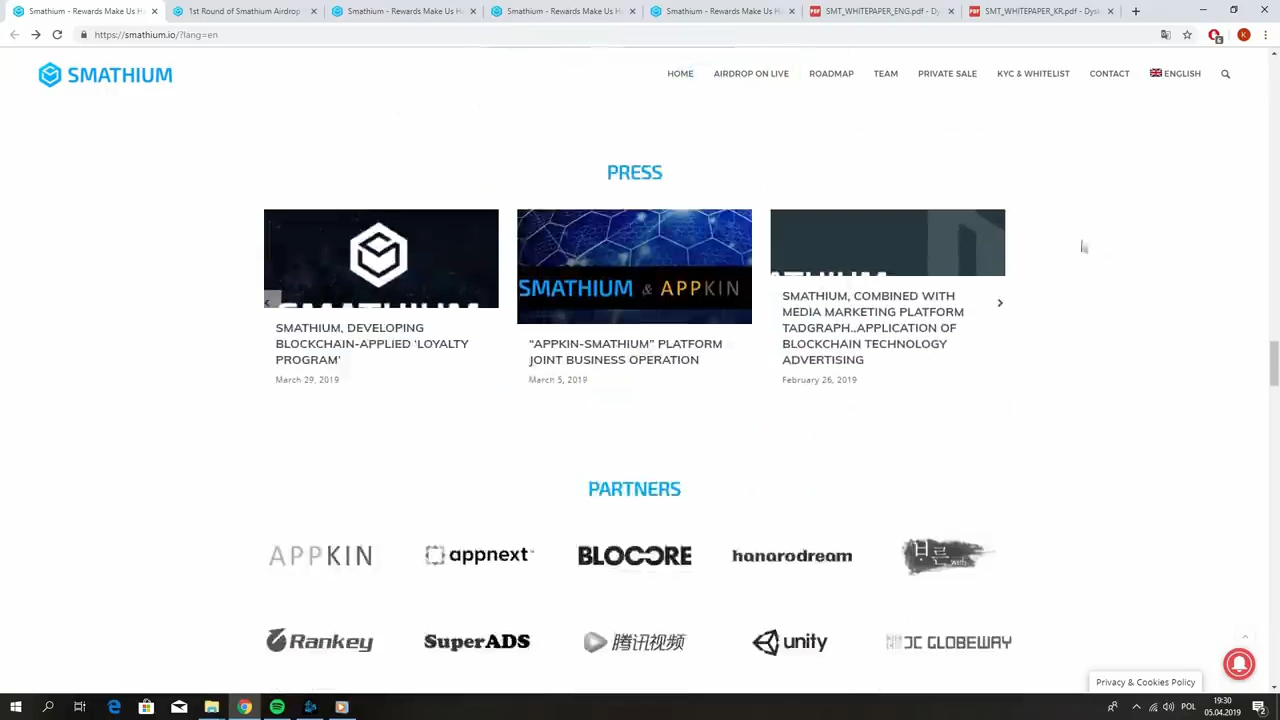 Smathium - Rewards Make Us Ha
1st Round of Smathium Airdrop
Smathium - Rewards Make Us Ha
Smathium - Rewards Make Us Ha
Smathium - Rewards Make Us Ha
SMT_WHITEPAPER_ENG.pdf - Dy
SMT_WHITEPAPER_KR.pdf - Dysk
https://smathium.io/?lang=en
SMATHIUM
HOME
AIRDROP ON LIVE
ROADMAP
TEAM
PRIVATE SALE
KYC & WHITELIST
CONTACT
ENGLISH
PRESS
SMATHIUM, DEVELOPING
BLOCKCHAIN-APPLIED ‘LOYALTY
PROGRAM’
March 29, 2019
SMATHIUM & APPKIN
“APPKIN-SMATHIUM” PLATFORM
JOINT BUSINESS OPERATION
March 5, 2019
SMATHIUM, COMBINED WITH
MEDIA MARKETING PLATFORM
TADGRAPH..APPLICATION OF
BLOCKCHAIN TECHNOLOGY
ADVERTISING
February 26, 2019
PARTNERS
APPKIN
appnext
BLOCORE
hanarodream
Rankey
SuperADS
腾讯视频
unity
JC GLOBEWAY
Privacy & Cookies Policy
POL
19:30
05.04.2019